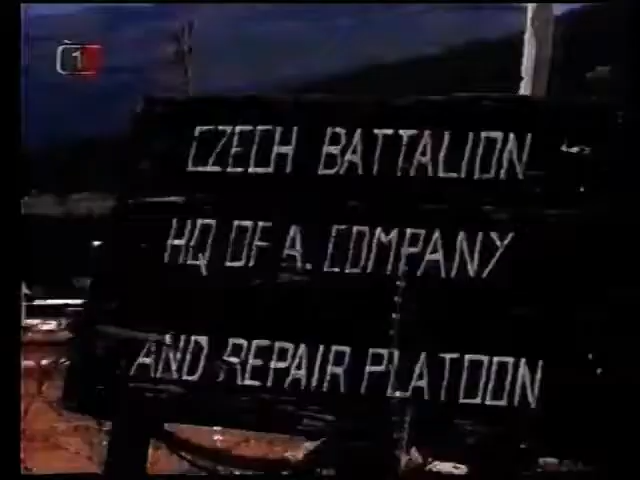 1
CZECH BATTALION
HQ OF A. COMPANY
AND REPAIR PLATOON